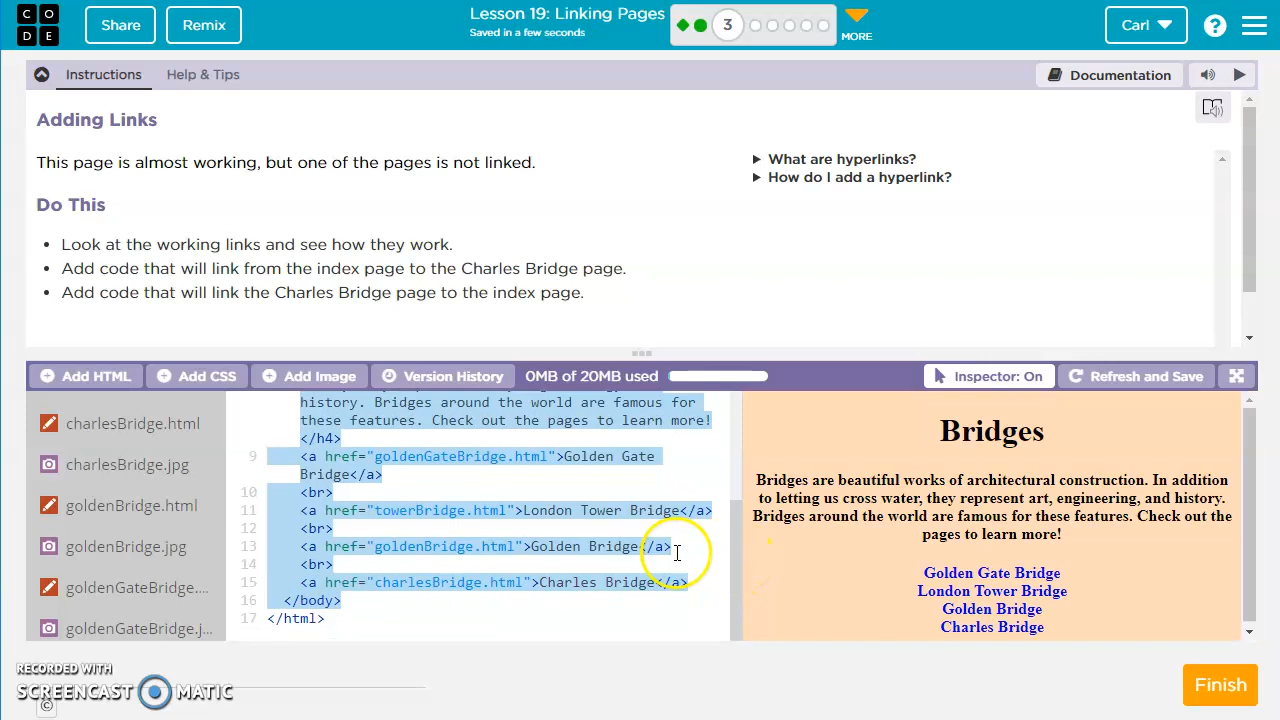 C O
D E
Share
Remix
Lesson 19: Linking Pages
Saved in a few seconds
3
MORE
Carl
?
Instructions
Help & Tips
Documentation
Adding Links
This page is almost working, but one of the pages is not linked.
Do This
• Look at the working links and see how they work.
• Add code that will link from the index page to the Charles Bridge page.
• Add code that will link the Charles Bridge page to the index page.
What are hyperlinks?
How do I add a hyperlink?
Add HTML
Add CSS
Add Image
Version History
0MB of 20MB used
Inspector: On
Refresh and Save
charlesBridge.html
charlesBridge.jpg
goldenBridge.html
goldenBridge.jpg
goldenGateBridge....
goldenGateBridge.j...
history. Bridges around the world are famous for
these features. Check out the pages to learn more!
</h4>
9 <a href="goldenGateBridge.html">Golden Gate
Bridge</a>
10 <br>
11 <a href="towerBridge.html">London Tower Bridge</a>
12 <br>
13 <a href="goldenBridge.html">Golden Bridge</a>
14 <br>
15 <a href="charlesBridge.html">Charles Bridge</a>
16 </body>
17 </html>
Bridges
Bridges are beautiful works of architectural construction. In addition
to letting us cross water, they represent art, engineering, and history.
Bridges around the world are famous for these features. Check out the
pages to learn more!
Golden Gate Bridge
London Tower Bridge
Golden Bridge
Charles Bridge
RECORDED WITH
SCREENCAST MATIC
©
Finish